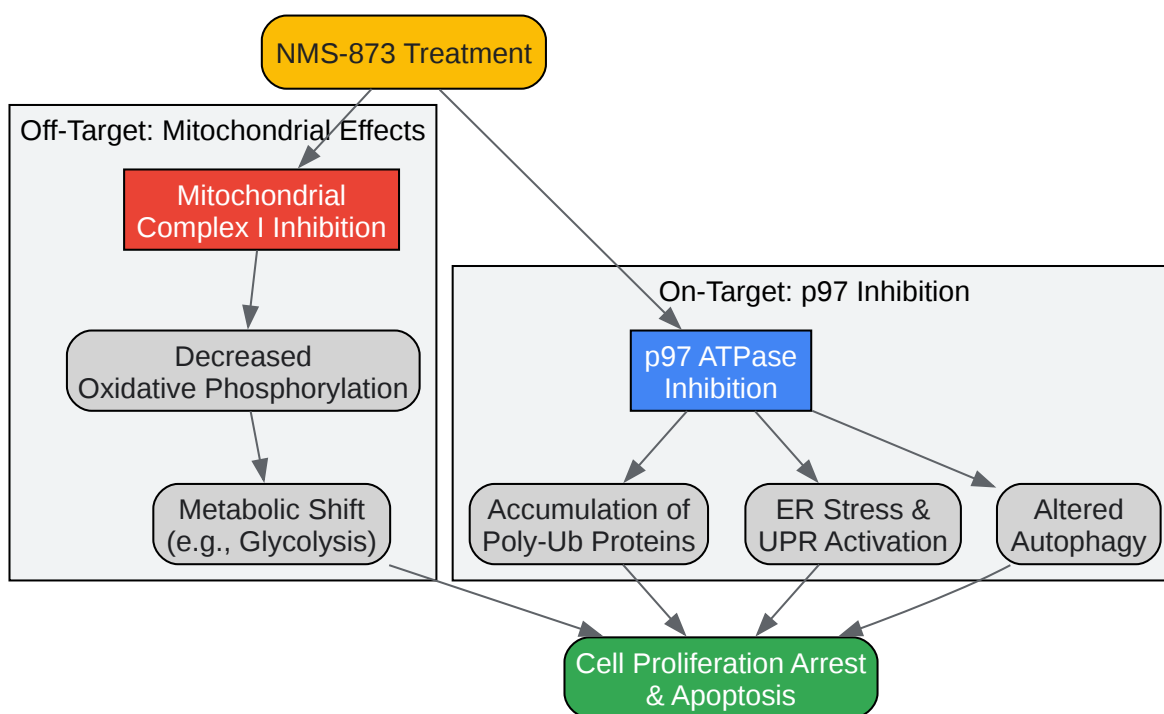 NMS-873 Treatment
Off-Target: Mitochondrial Effects
Mitochondrial
Complex I Inhibition
Decreased
Oxidative Phosphorylation
Metabolic Shift
(e.g., Glycolysis)
On-Target: p97 Inhibition
p97 ATPase
Inhibition
Accumulation of
Poly-Ub Proteins
ER Stress &
UPR Activation
Altered
Autophagy
Cell Proliferation Arrest
& Apoptosis